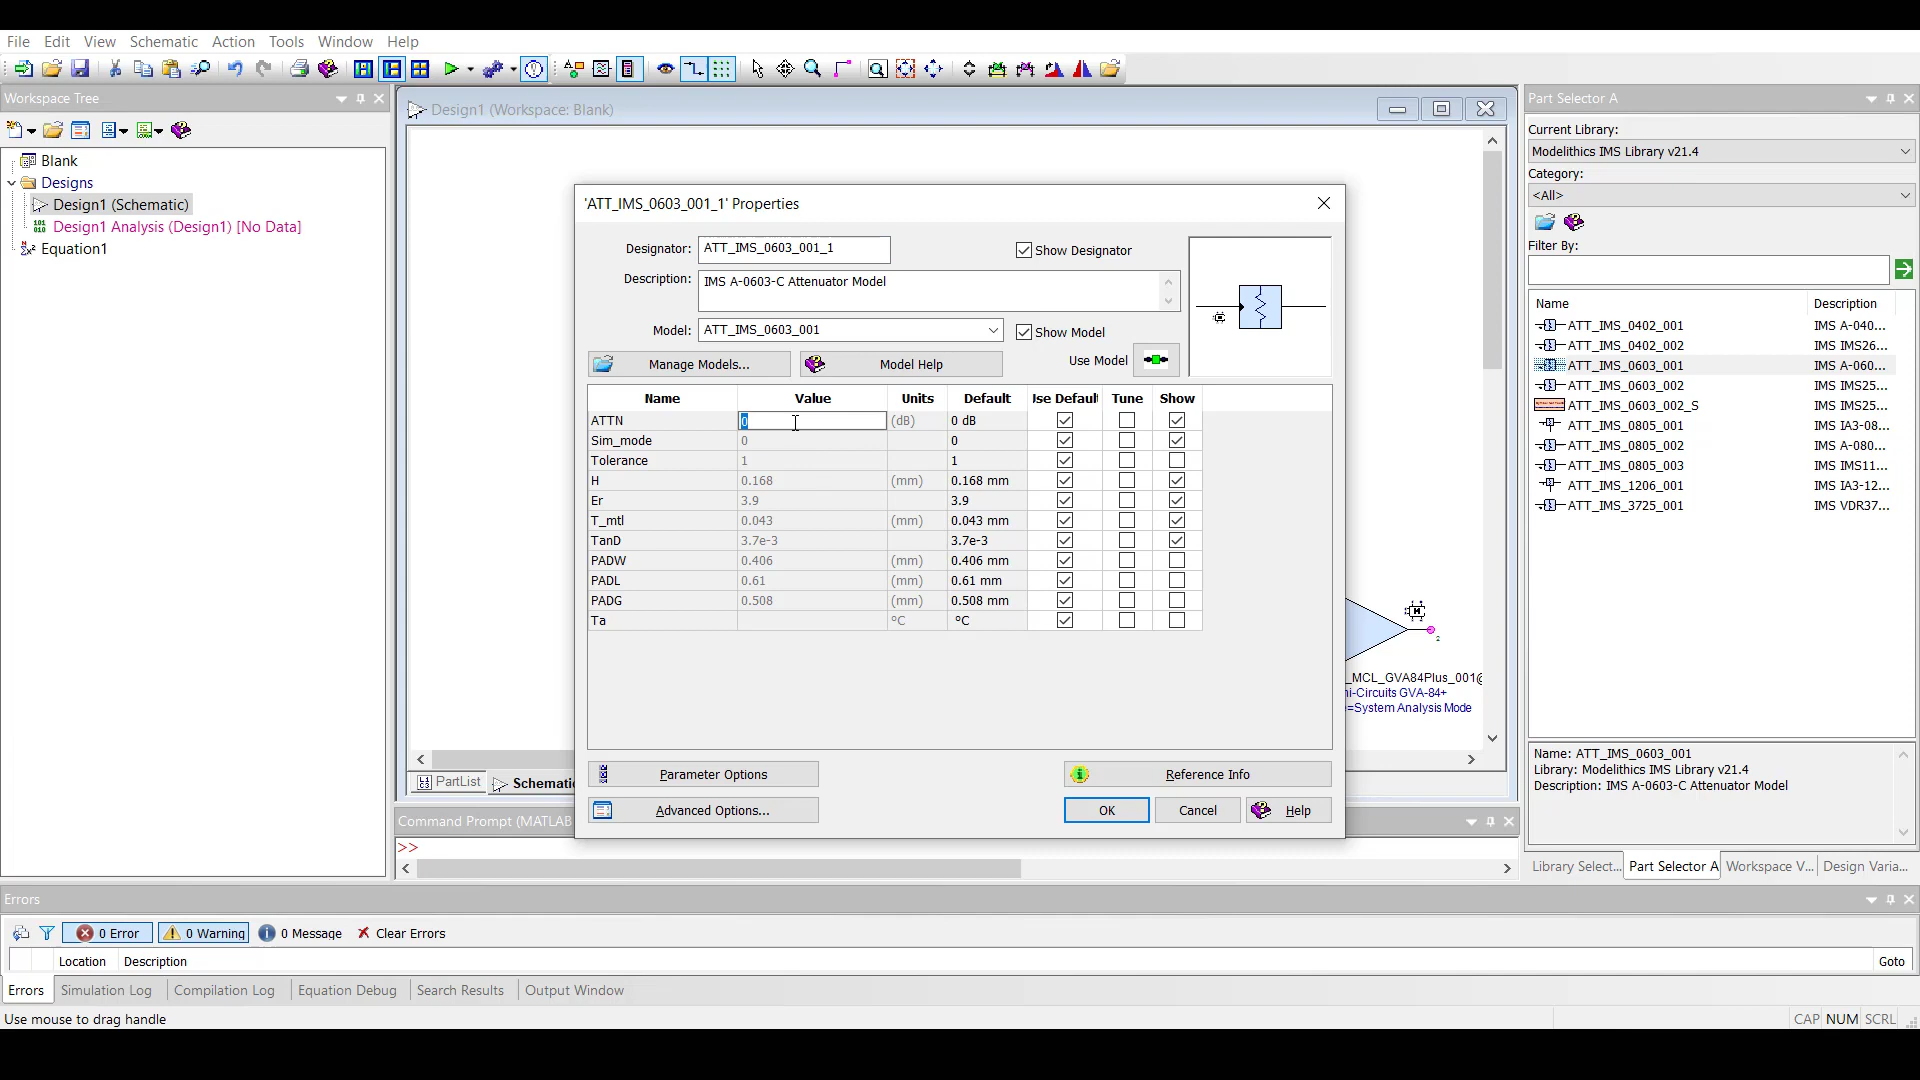 File Edit View Schematic Action Tools Window Help
Workspace Tree
Blank
Designs
Design1 (Schematic)
Design1 Analysis (Design1) [No Data]
Equation1
Design1 (Workspace: Blank)
'ATT_IMS_0603_001_1' Properties
Designator: ATT_IMS_0603_001_1 Show Designator
Description: IMS A-0603-C Attenuator Model
Model: ATT_IMS_0603_001 Show Model
Manage Models... Model Help Use Model
Name Value Units Default Use Default Tune Show
ATTN 0 (dB) 0 dB
Sim_mode 0 0
Tolerance 1 1
H 0.168 (mm) 0.168 mm
Er 3.9 3.9
T_mtl 0.043 (mm) 0.043 mm
TanD 3.7e-3 3.7e-3
PADW 0.406 (mm) 0.406 mm
PADL 0.61 (mm) 0.61 mm
PADG 0.508 (mm) 0.508 mm
Ta ºC ºC
Parameter Options Reference Info
Advanced Options... OK Cancel Help
2
_MCL_GVA84Plus_001@
ni-Circuits GVA-84+
=System Analysis Mode
PartList Schematic
Command Prompt (MATLAB
>>
Part Selector A
Current Library:
Modelithics IMS Library v21.4
Category:
<All>
Filter By:
Name Description
ATT_IMS_0402_001 IMS A-040...
ATT_IMS_0402_002 IMS IMS26...
ATT_IMS_0603_001 IMS A-060...
ATT_IMS_0603_002 IMS IMS25...
ATT_IMS_0603_002_S IMS IMS25...
ATT_IMS_0805_001 IMS IA3-08...
ATT_IMS_0805_002 IMS A-080...
ATT_IMS_0805_003 IMS IMS11...
ATT_IMS_1206_001 IMS IA3-12...
ATT_IMS_3725_001 IMS VDR37...
Name: ATT_IMS_0603_001
Library: Modelithics IMS Library v21.4
Description: IMS A-0603-C Attenuator Model
Library Select... Part Selector A Workspace V... Design Varia...
Errors
0 Error 0 Warning 0 Message Clear Errors
Location Description Goto
Errors Simulation Log Compilation Log Equation Debug Search Results Output Window
Use mouse to drag handle CAP NUM SCRL